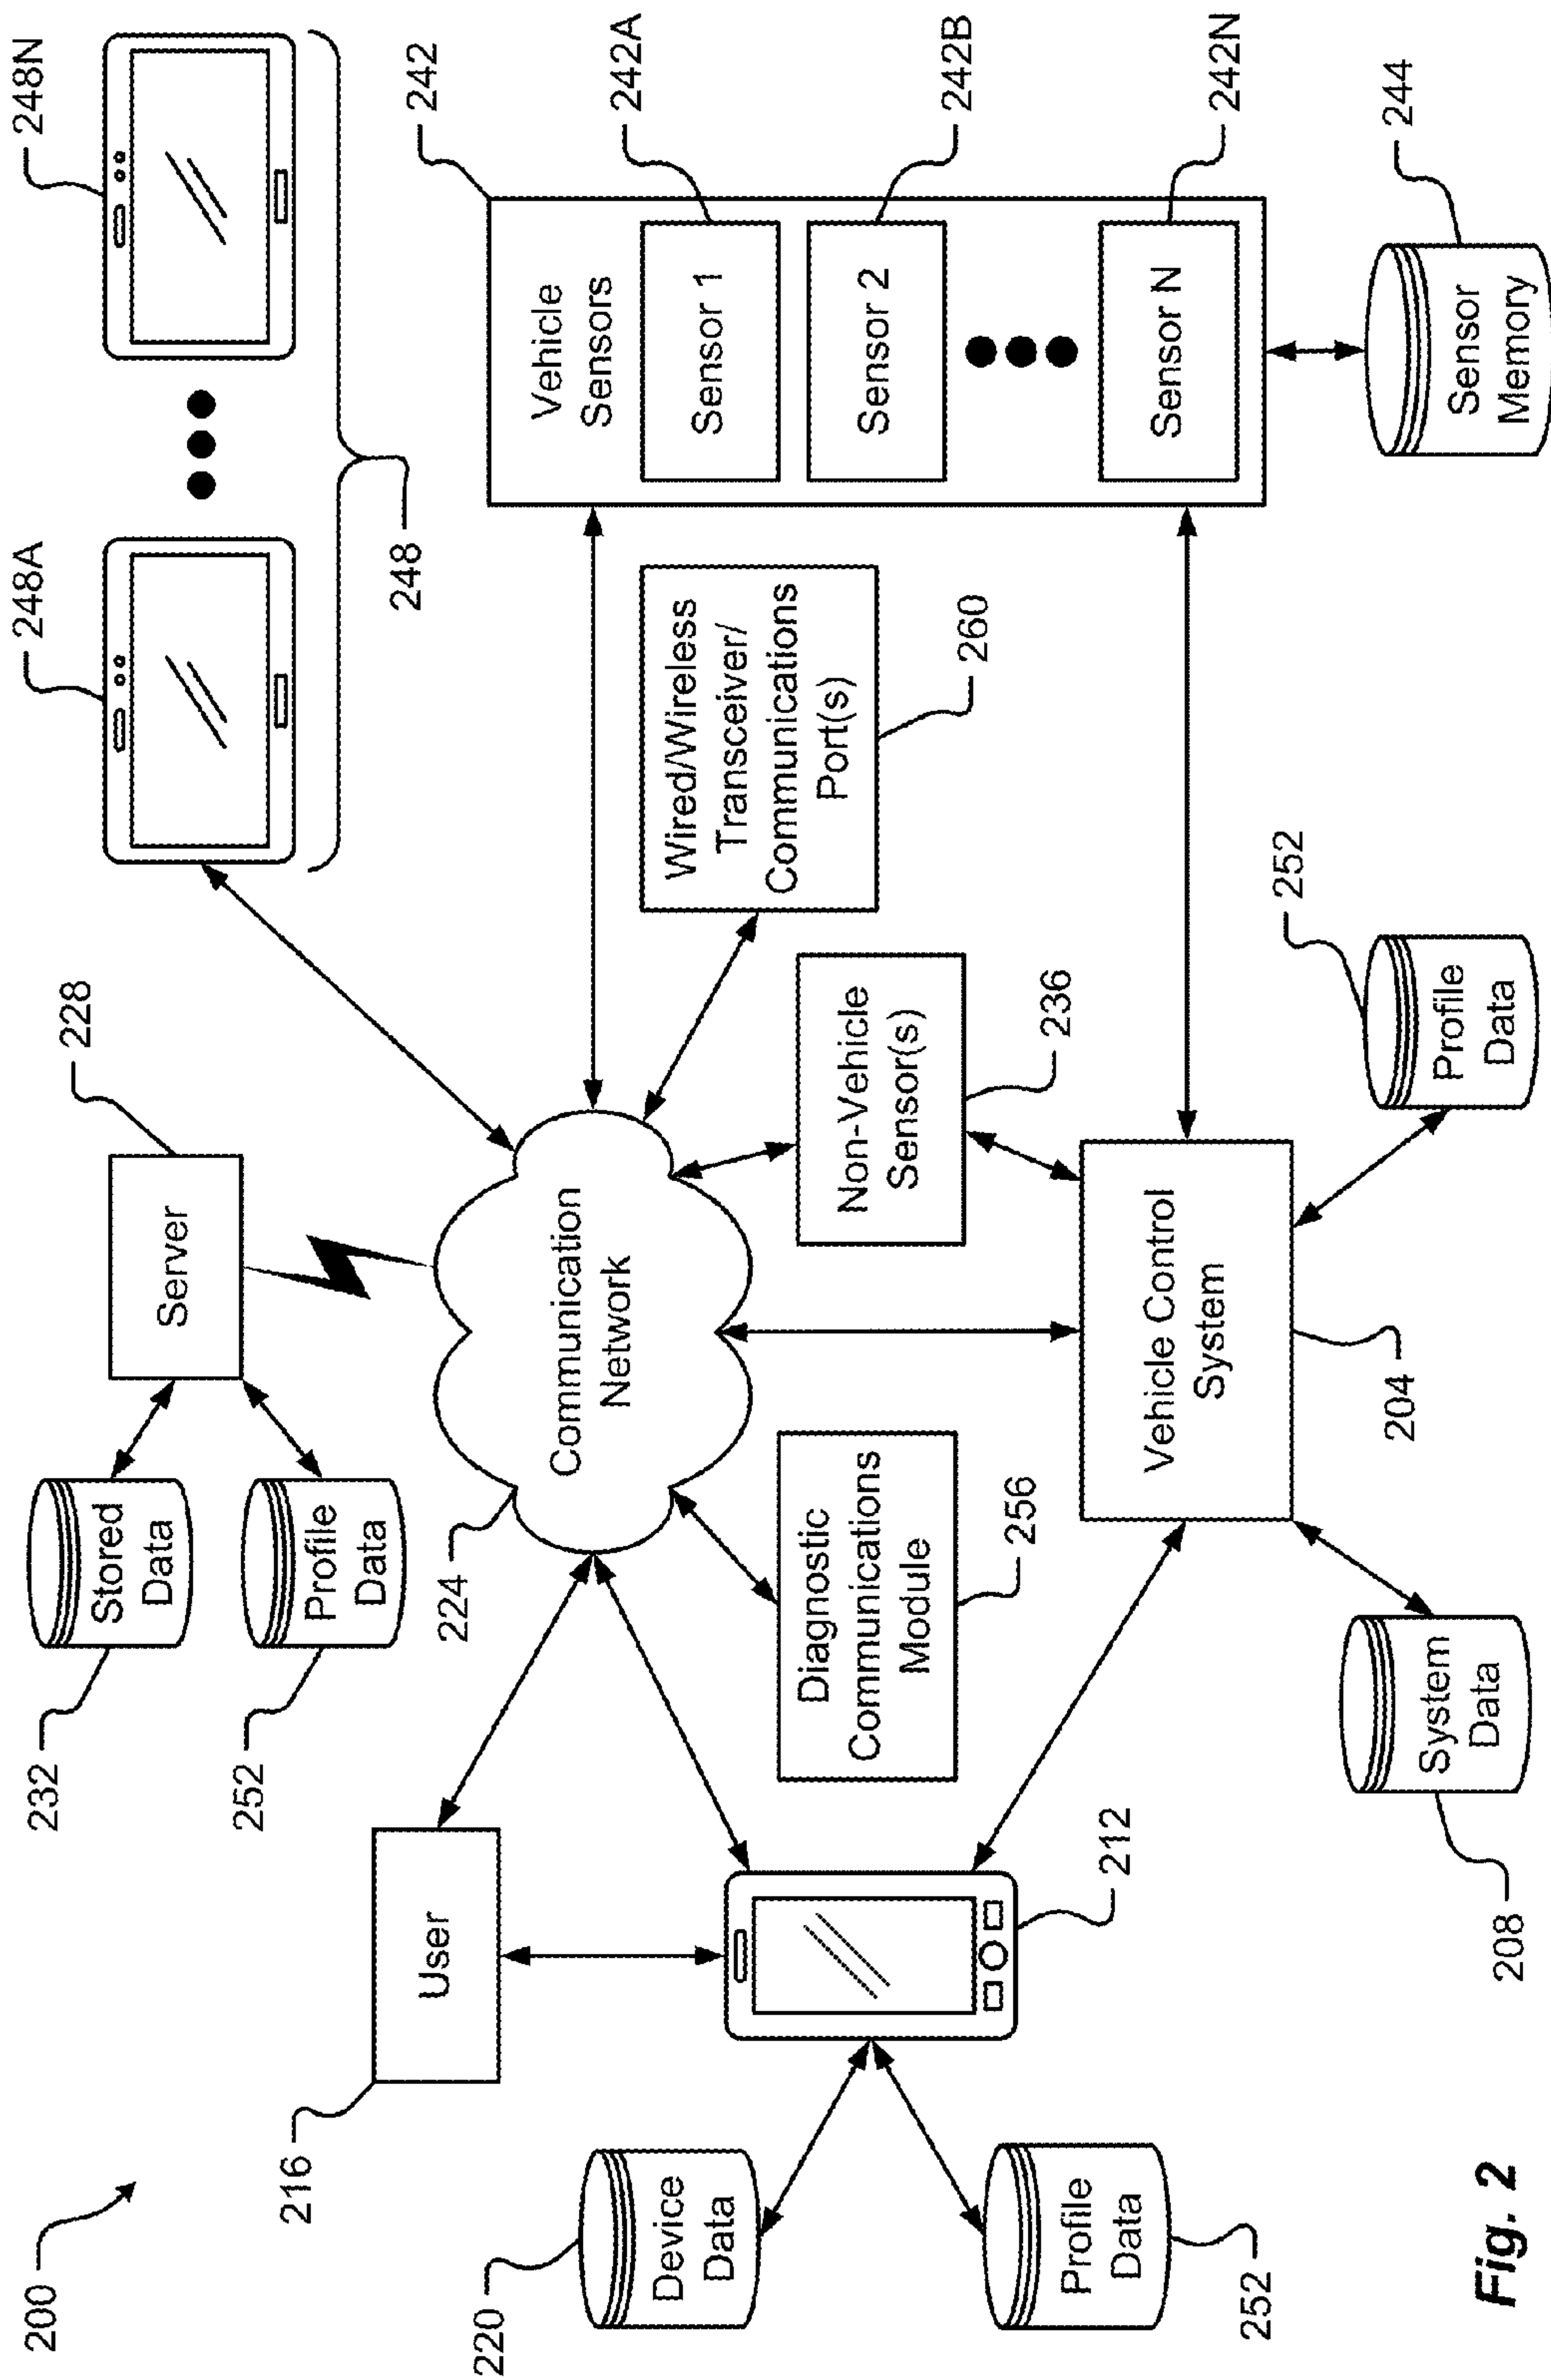 200
216
User
220
Device
Data
Profile
Data
252
212
232
Stored
Data
252
Profile
Data
Server
228
224
Communication
Network
Diagnostic
Communications
Module
256
Non-Vehicle
Sensor(s)
236
Vehicle Control
System
204
System
Data
208
Profile
Data
252
Wired/Wireless
Transceiver/
Communications
Port(s)
260
248A
248N
248
242
Vehicle
Sensors
Sensor 1
242A
Sensor 2
242B
Sensor N
242N
Sensor
Memory
244
Fig. 2